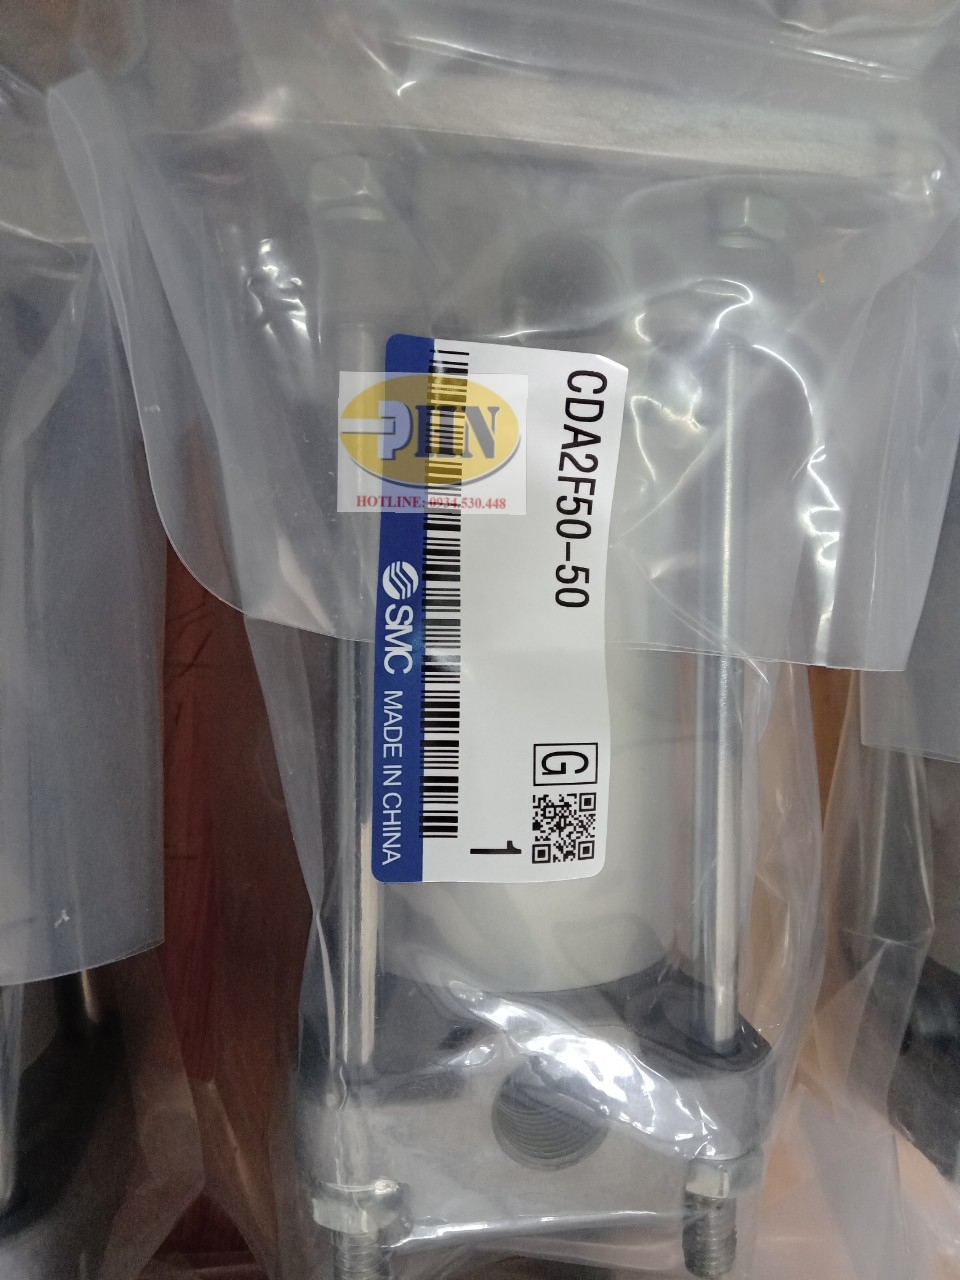 CDA2F50-50
G
1
SMC MADE IN CHINA
PHN
HOTLINE: 0934.530.448